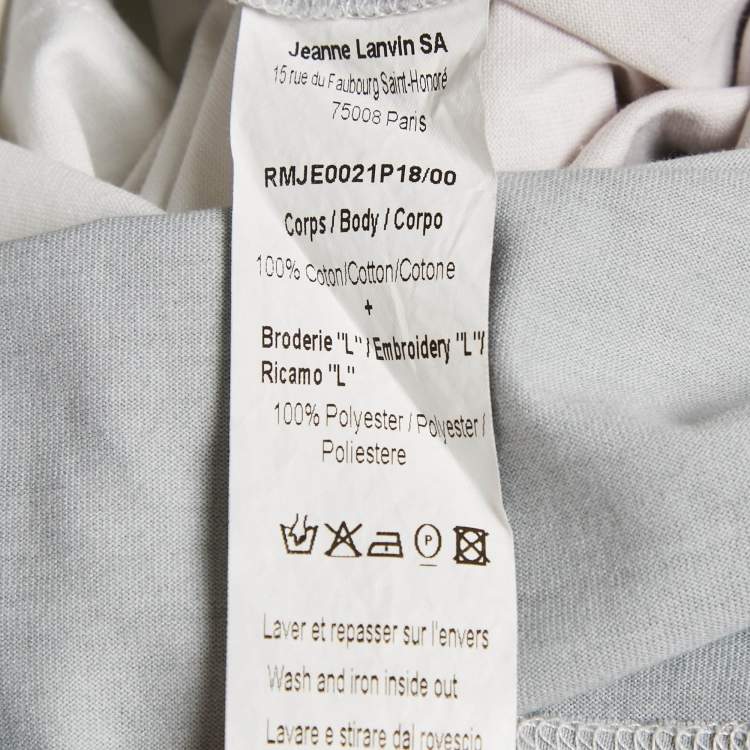 Jeanne Lanvin SA
15 rue du Faubourg Saint-Honoré
75008 Paris
RMJE0021P18/00
Corps / Body / Corpo
100% Coton/Cotton/Cotone
+
Broderie "L" / Embroidery "L"/
Ricamo "L"
100% Polyester / Polyester /
Poliestere
P
Laver et repasser sur l'envers
Wash and iron inside out
Lavare e stirare dal rovescio